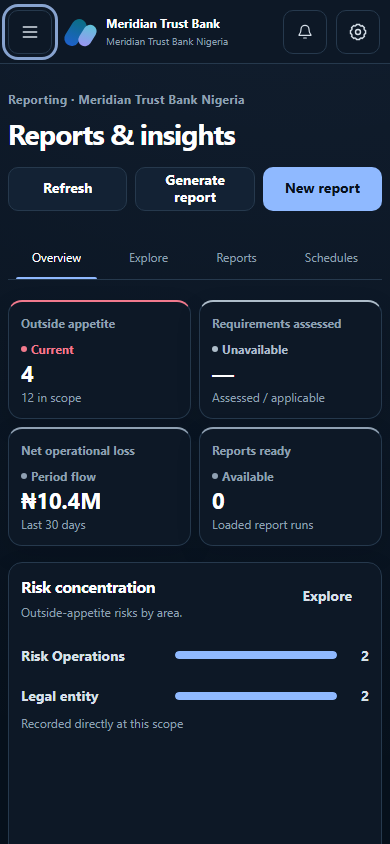 Meridian Trust Bank
Meridian Trust Bank Nigeria
Reporting · Meridian Trust Bank Nigeria
Reports & insights
Refresh
Generate
report
New report
Overview
Explore
Reports
Schedules
Outside appetite
Current
4
12 in scope
Requirements assessed
Unavailable
—
Assessed / applicable
Net operational loss
Period flow
₦10.4M
Last 30 days
Reports ready
Available
0
Loaded report runs
Risk concentration
Outside-appetite risks by area.
Explore
Risk Operations 2
Legal entity 2
Recorded directly at this scope